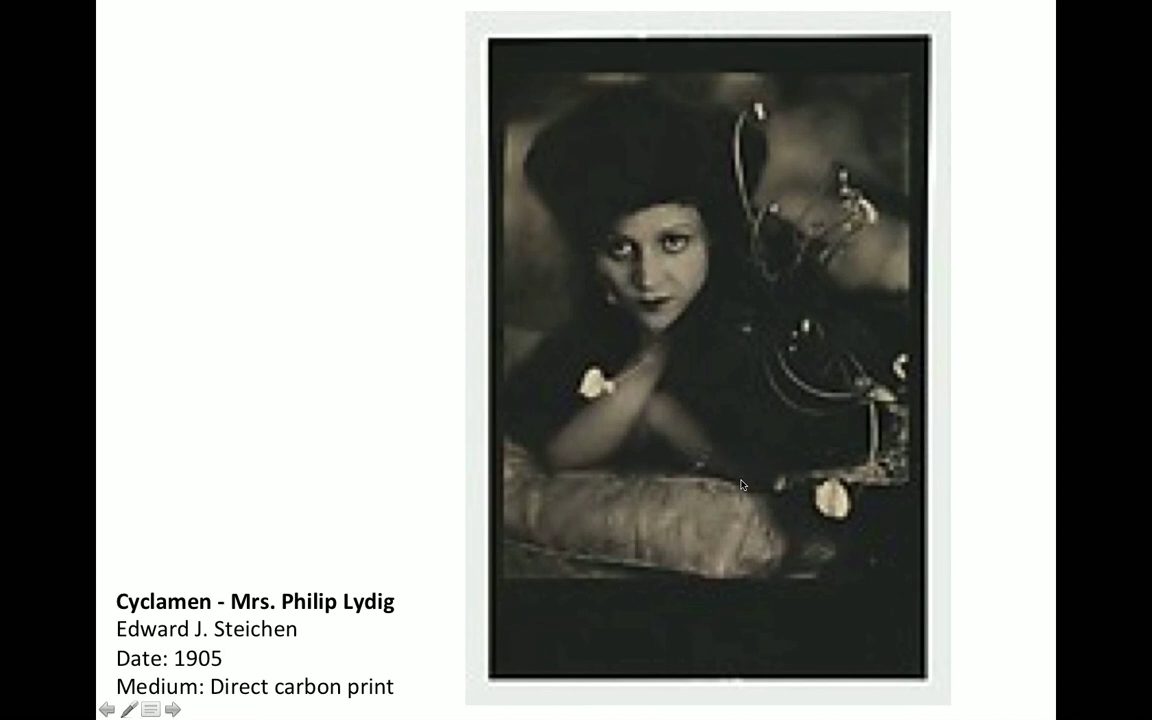 Cyclamen - Mrs. Philip Lydig
Edward J. Steichen
Date: 1905
Medium: Direct carbon print